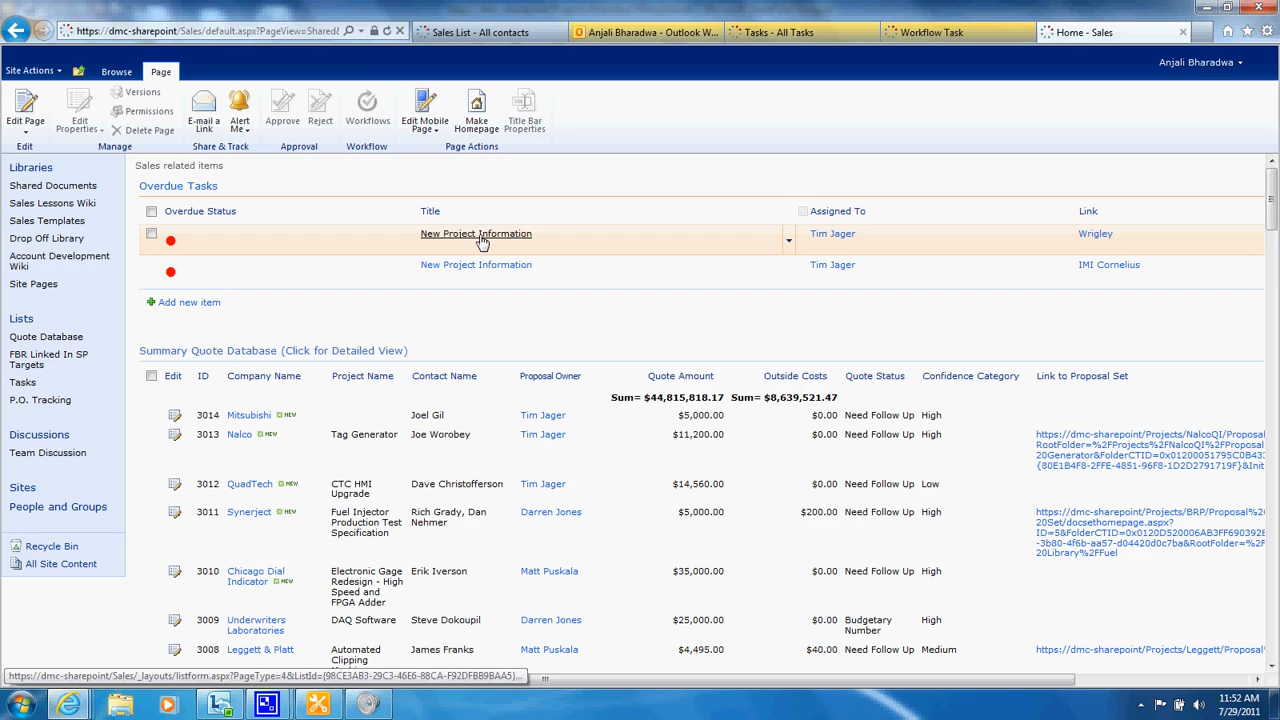 https://dmc-sharepoint/Sales/default.aspx?PageView=Shared&
Sales List - All contacts
Anjali Bharadwa - Outlook W...
Tasks - All Tasks
Workflow Task
Home - Sales
Site Actions
Browse
Page
Anjali Bharadwa
Edit Page
Edit Properties
Versions
Permissions
Delete Page
E-mail a Link
Alert Me
Approve
Reject
Workflows
Edit Mobile Page
Make Homepage
Title Bar Properties
Edit
Manage
Share & Track
Approval
Workflow
Page Actions
Libraries
Shared Documents
Sales Lessons Wiki
Sales Templates
Drop Off Library
Account Development
Wiki
Site Pages
Lists
Quote Database
FBR Linked In SP
Targets
Tasks
P.O. Tracking
Discussions
Team Discussion
Sites
People and Groups
Recycle Bin
All Site Content
Sales related items
Overdue Tasks
Overdue Status Title Assigned To Link
New Project Information Tim Jager Wrigley
New Project Information Tim Jager IMI Cornelius
Add new item
Summary Quote Database (Click for Detailed View)
Edit ID Company Name Project Name Contact Name Proposal Owner Quote Amount Outside Costs Quote Status Confidence Category Link to Proposal Set
Sum= $44,815,818.17 Sum= $8,639,521.47
3014 Mitsubishi NEW Joel Gil Tim Jager $5,000.00 $0.00 Need Follow Up High
3013 Nalco NEW Tag Generator Joe Worobey Tim Jager $11,200.00 $0.00 Need Follow Up High https://dmc-sharepoint/Projects/NalcoQI/Proposal
RootFolder=%2FProjects%2FNalcoQI%2FProposal
20Generator&FolderCTID=0x01200051795C0B43
{80E1B4F8-2FFE-4851-96F8-1D2D2791719F}&Init
3012 QuadTech NEW CTC HMI Dave Christofferson Tim Jager $14,560.00 $0.00 Need Follow Up Low
Upgrade
3011 Synerject NEW Fuel Injector Rich Grady, Dan Darren Jones $5,000.00 $200.00 Need Follow Up High https://dmc-sharepoint/Projects/BRP/Proposal%
Production Test Nehmer 20Set/docsethomepage.aspx?
Specification ID=5&FolderCTID=0x0120D520006AB3FF690392E
-3b80-4f6b-aa57-d04420d0c7ba&RootFolder=%
20Library%2FFuel
3010 Chicago Dial Electronic Gage Erik Iverson Matt Puskala $35,000.00 $0.00 Need Follow Up High
Indicator NEW Redesign - High
Speed and
FPGA Adder
3009 Underwriters DAQ Software Steve Dokoupil Darren Jones $25,000.00 $0.00 Budgetary High
Laboratories Number
3008 Leggett & Platt Automated James Franks Matt Puskala $4,495.00 $40.00 Need Follow Up Medium https://dmc-sharepoint/Projects/Leggett/Propo
Clipping
https://dmc-sharepoint/Sales/_layouts/listform.aspx?PageType=4&ListId={98CE3AB3-29C3-46E6-88CA-F92DFBB9BAA5}...
11:52 AM
7/29/2011